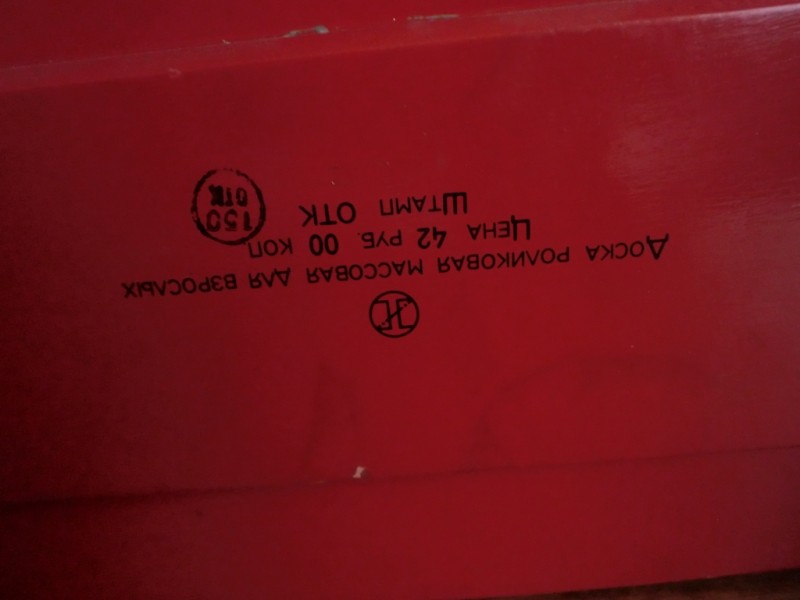 Доска роликовая массовая для взрослых
Цена 42 руб. 00 коп
Штамп ОТК
ОТК
150